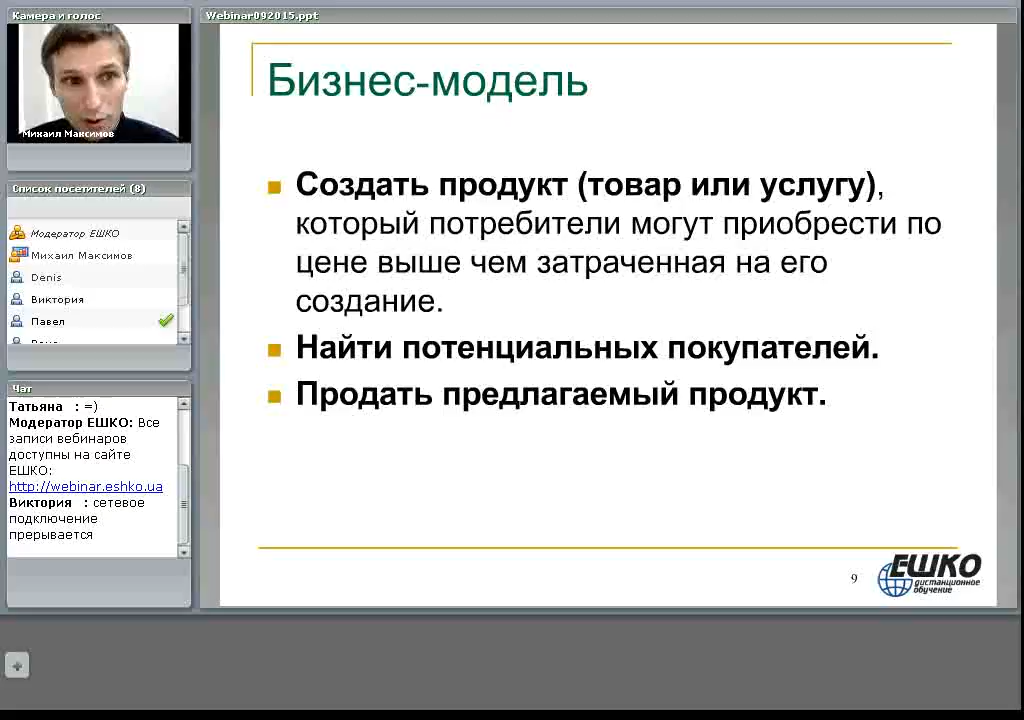 Камера и голос
Михаил Максимов
Список посетителей (8)
Модератор ЕШКО
Михаил Максимов
Denis
Виктория
Павел
Чат
Татьяна : =)
Модератор ЕШКО: Все
записи вебинаров
доступны на сайте
ЕШКО:
http://webinar.eshko.ua
Виктория : сетевое
подключение
прерывается
Webinar092015.ppt
Бизнес-модель
Создать продукт (товар или услугу),
который потребители могут приобрести по
цене выше чем затраченная на его
создание.
Найти потенциальных покупателей.
Продать предлагаемый продукт.
9
ЕШКО
дистанционное
обучение